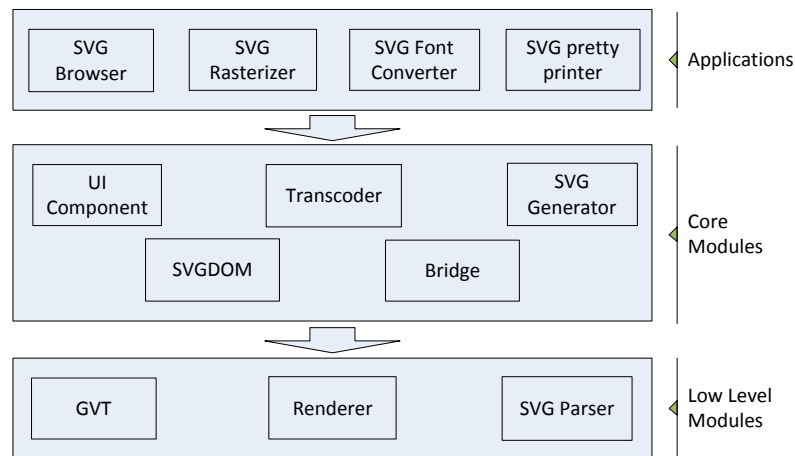 SVG
Browser
SVG
Rasterizer
SVG Font
Converter
SVG pretty
printer
Applications
UI
Component
Transcoder
SVG
Generator
SVGDOM
Bridge
Core
Modules
GVT
Renderer
SVG Parser
Low Level
Modules